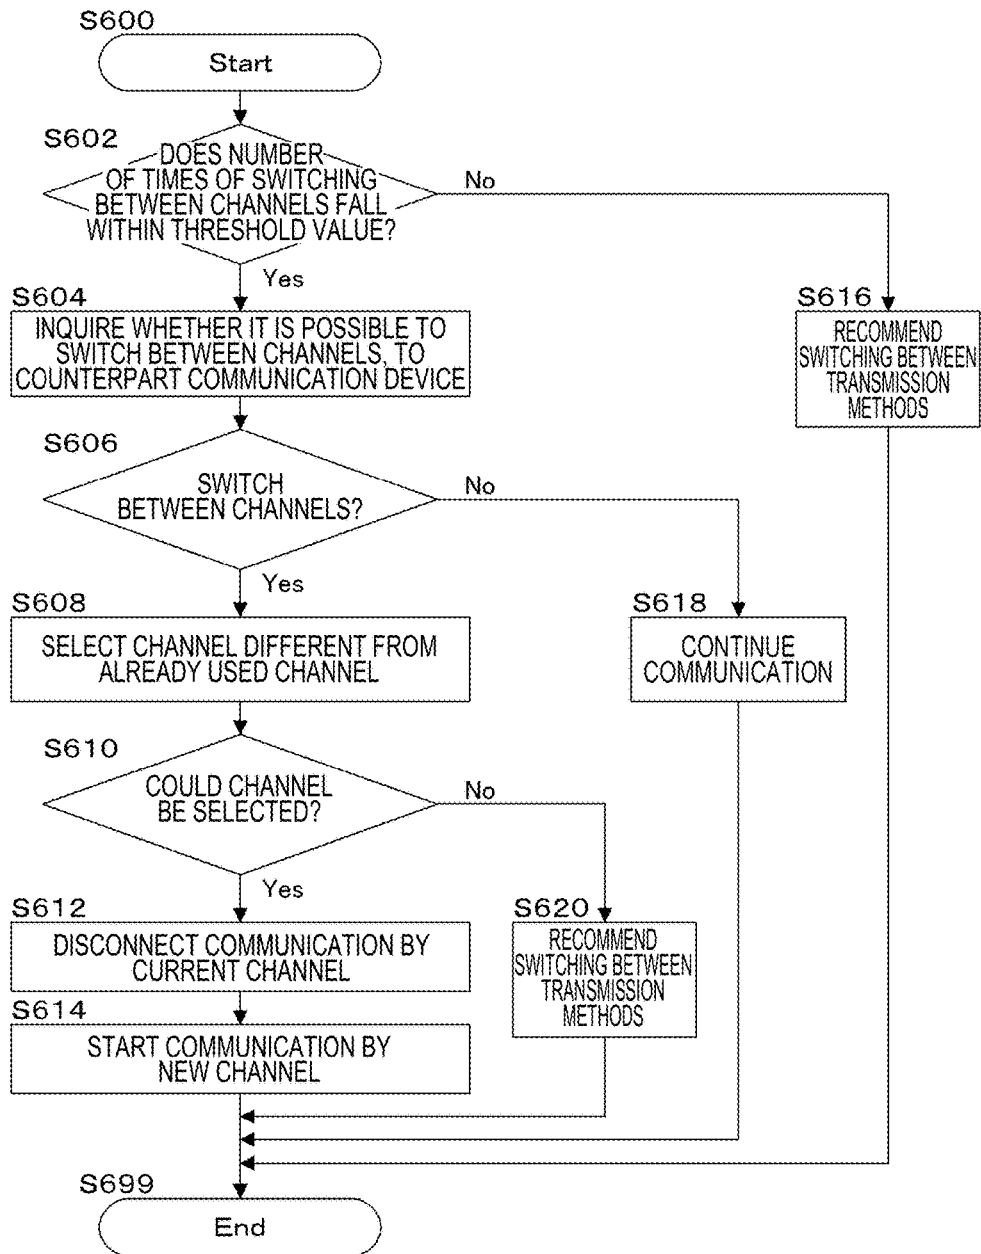 S600
Start
S602
DOES NUMBER
OF TIMES OF SWITCHING
BETWEEN CHANNELS FALL
WITHIN THRESHOLD VALUE?
No
Yes
S604
INQUIRE WHETHER IT IS POSSIBLE TO
SWITCH BETWEEN CHANNELS, TO
COUNTERPART COMMUNICATION DEVICE
S616
RECOMMEND
SWITCHING BETWEEN
TRANSMISSION
METHODS
S606
SWITCH
BETWEEN CHANNELS?
No
Yes
S608
SELECT CHANNEL DIFFERENT FROM
ALREADY USED CHANNEL
S618
CONTINUE
COMMUNICATION
S610
COULD CHANNEL
BE SELECTED?
No
Yes
S612
DISCONNECT COMMUNICATION BY
CURRENT CHANNEL
S620
RECOMMEND
SWITCHING BETWEEN
TRANSMISSION
METHODS
S614
START COMMUNICATION BY
NEW CHANNEL
S699
End